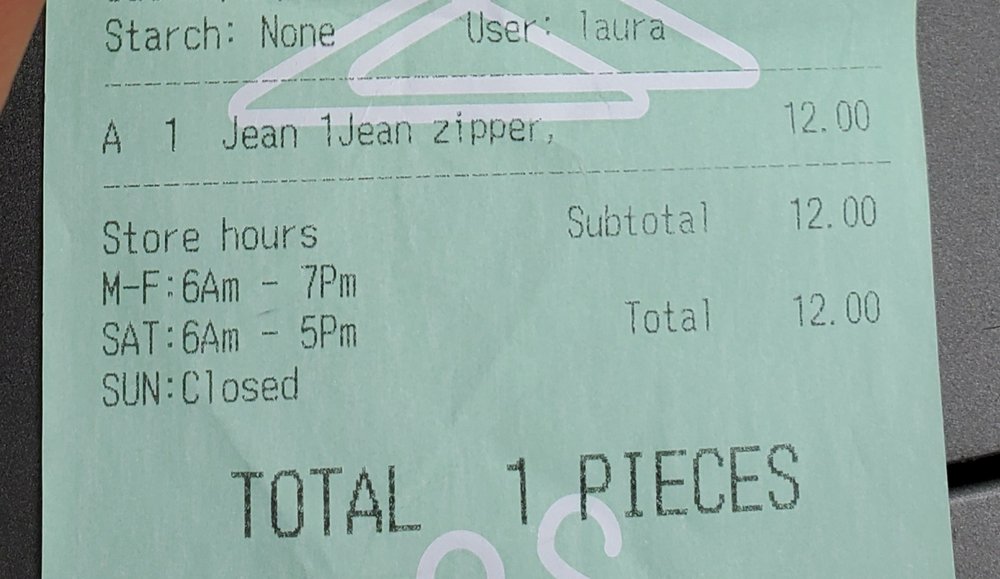 Starch: None User: laura
A 1 Jean 1Jean zipper, 12.00
Store hours Subtotal 12.00
M-F:6Am - 7Pm
SAT:6Am - 5Pm Total 12.00
SUN:Closed
TOTAL 1 PIECES